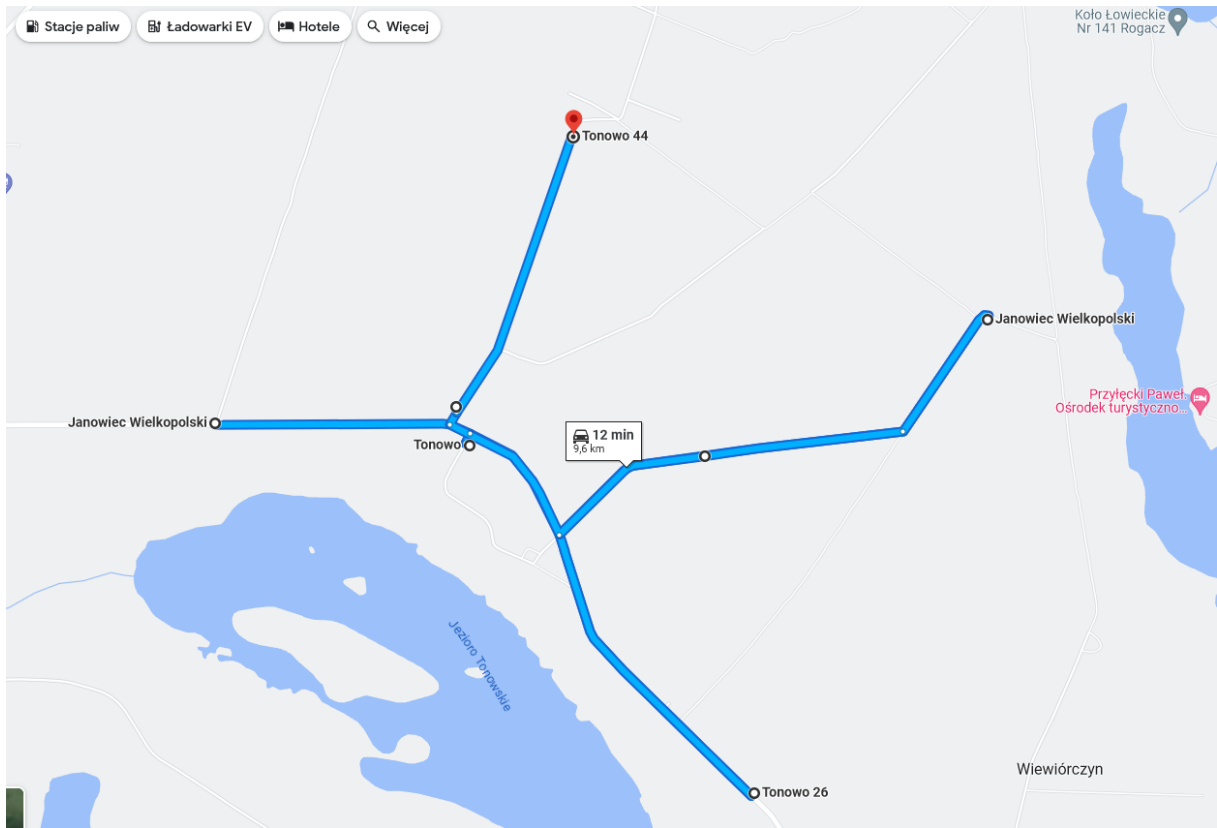 Stacje paliw
Ładowarki EV
Hotele
Więcej
Koło Łowieckie
Nr 141 Rogacz
Tonowo 44
Janowiec Wielkopolski
Przyłęcki Paweł.
Ośrodek turystyczno...
Janowiec Wielkopolski
12 min
9,6 km
Tonowo
Jezioro Tonowskie
Wiewiórczyn
Tonowo 26